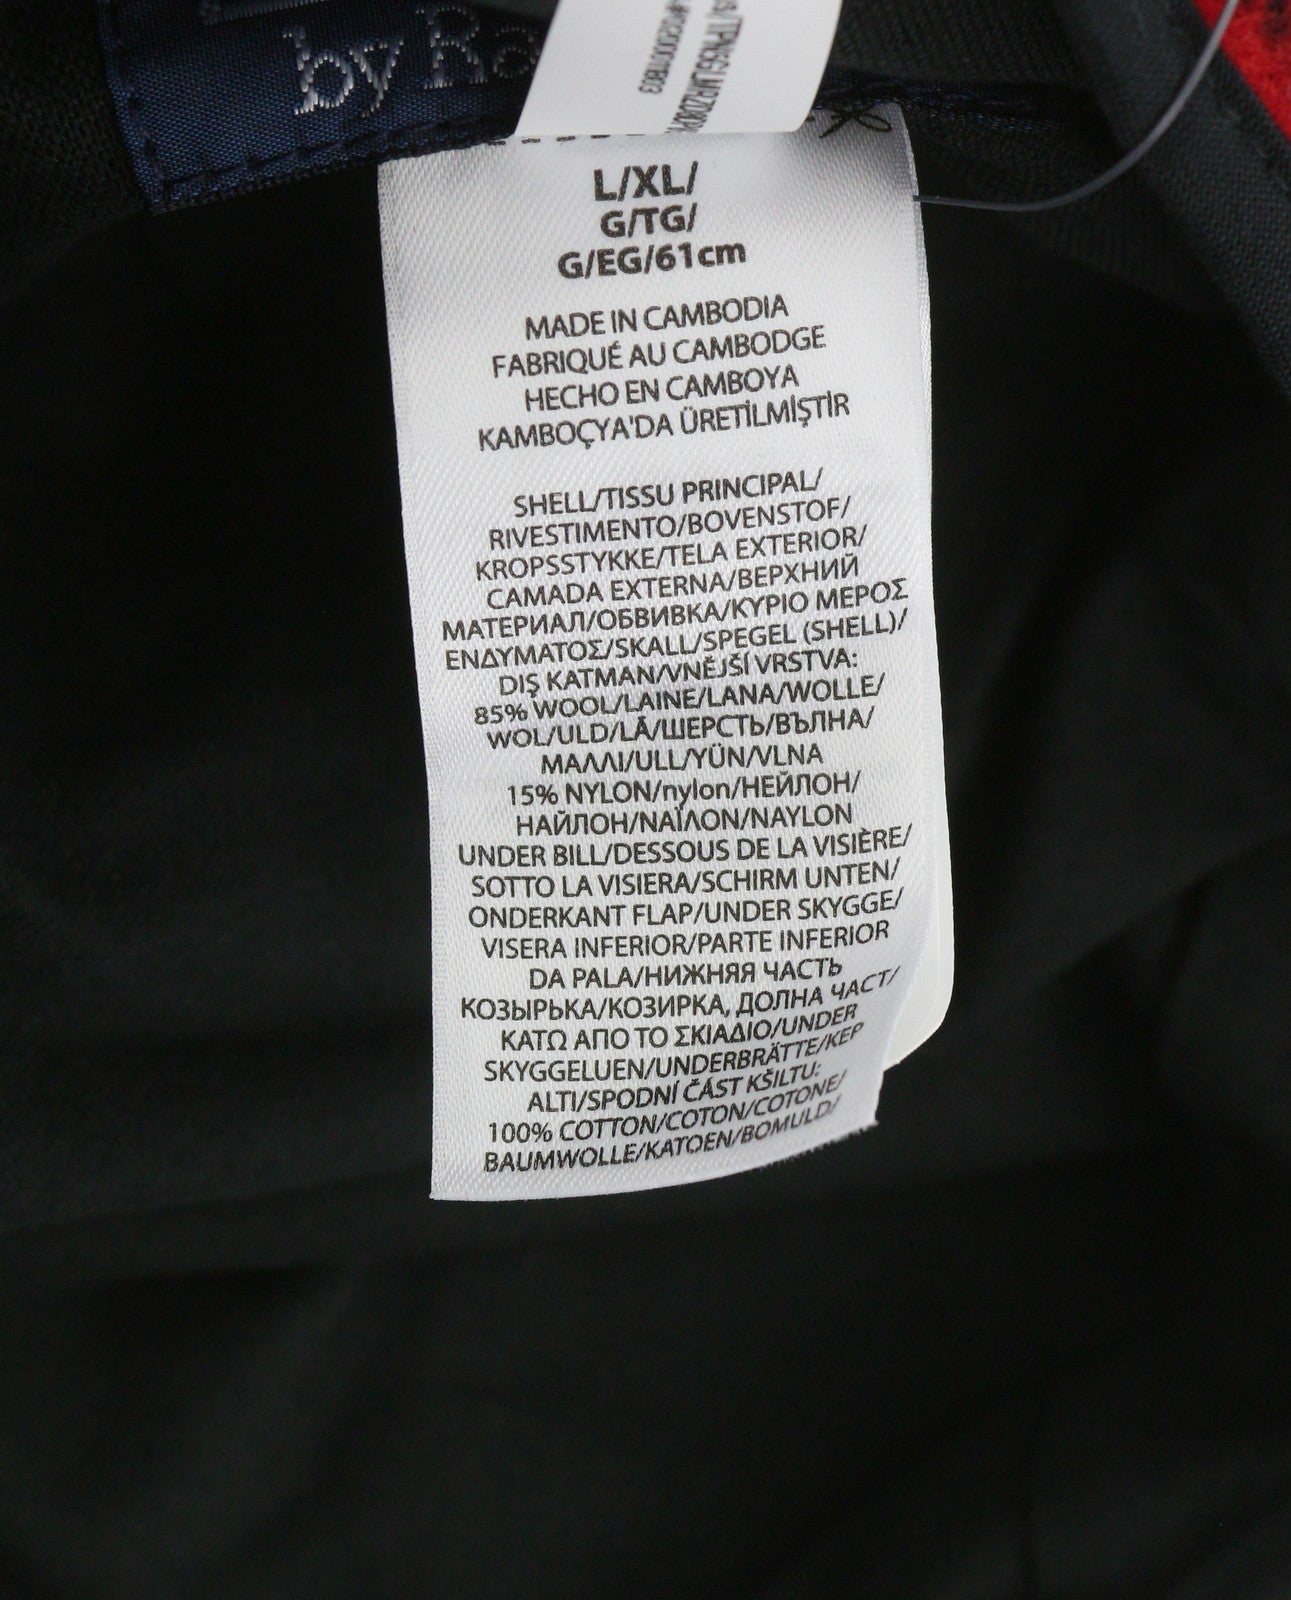 by
L/XL/
G/TG/
G/EG/61cm
MADE IN CAMBODIA
FABRIQUÉ AU CAMBODGE
HECHO EN CAMBOYA
KAMBOÇYA'DA ÜRETİLMİŞTİR
SHELL/TISSU PRINCIPAL/
RIVESTIMENTO/BOVENSTOF/
KROPSSTYKKE/TELA EXTERIOR/
CAMADA EXTERNA/ВЕРХНИЙ
МАТЕРИАЛ/ОБВИВКА/ΚΥΡΙΟ ΜΕΡΟΣ
ΕΝΔΥΜΑΤΟΣ/SKALL/SPEGEL (SHELL)/
DIŞ KATMAN/VNĚJŠÍ VRSTVA:
85% WOOL/LAINE/LANA/WOLLE/
WOL/ULD/LÃ/ШЕРСТЬ/ВЪЛНА/
ΜΑΛΛΙ/ULL/YÜN/VLNA
15% NYLON/nylon/НЕЙЛОН/
НАЙЛОН/ΝΑΪΛΟΝ/NAYLON
UNDER BILL/DESSOUS DE LA VISIÈRE/
SOTTO LA VISIERA/SCHIRM UNTEN/
ONDERKANT FLAP/UNDER SKYGGE/
VISERA INFERIOR/PARTE INFERIOR
DA PALA/НИЖНЯЯ ЧАСТЬ
КОЗЫРЬКА/КОЗИРКА, ДОЛНА ЧАСТ/
ΚΑΤΩ ΑΠΟ ΤΟ ΣΚΙΑΔΙΟ/UNDER
SKYGGELUEN/UNDERBRÄTTE/KEP
ALTI/SPODNÍ ČÁST KŠILTU:
100% COTTON/COTON/COTONE/
BAUMWOLLE/KATOEN/BOMULD/